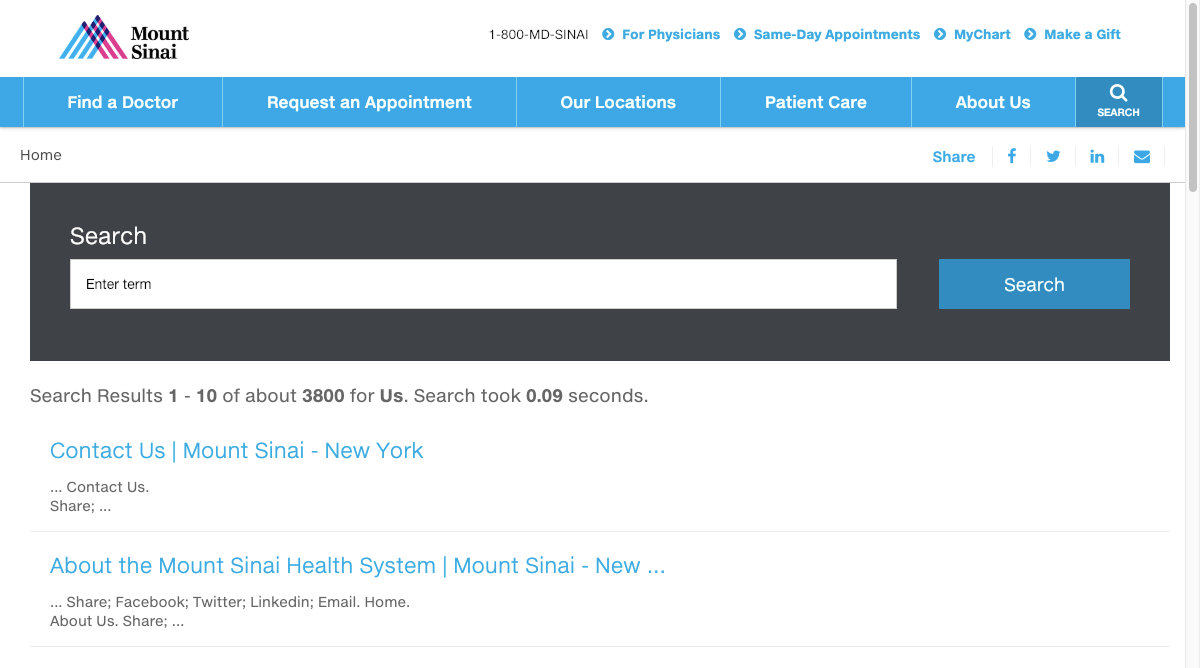 Mount
Sinai
1-800-MD-SINAI For Physicians Same-Day Appointments MyChart Make a Gift
Find a Doctor Request an Appointment Our Locations Patient Care About Us SEARCH
Home Share
Search
Enter term Search
Search Results 1 - 10 of about 3800 for Us. Search took 0.09 seconds.
Contact Us | Mount Sinai - New York
... Contact Us.
Share; ...
About the Mount Sinai Health System | Mount Sinai - New ...
... Share; Facebook; Twitter; Linkedin; Email. Home.
About Us. Share; ...